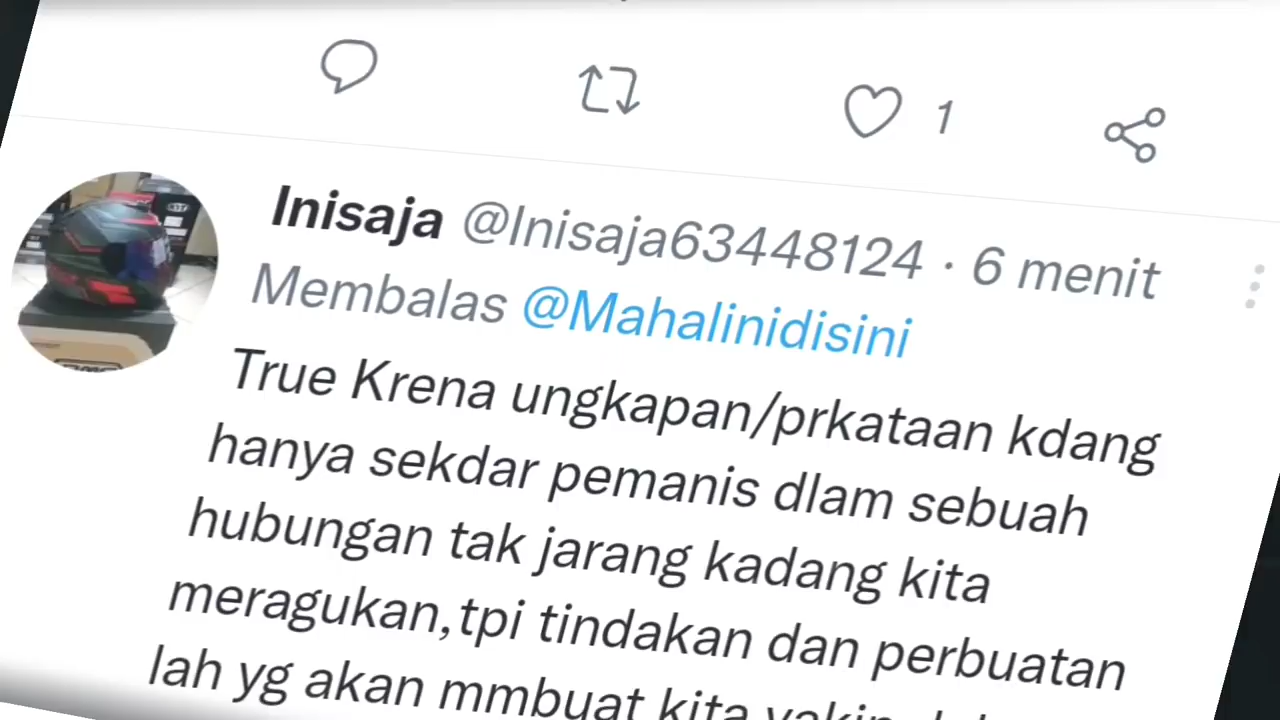 1
Inisaja @Inisaja63448124 · 6 menit
Membalas @Mahalinidisini
True Krena ungkapan/prkataan kdang
hanya sekdar pemanis dlam sebuah
hubungan tak jarang kadang kita
meragukan,tpi tindakan dan perbuatan
lah yg akan mmbuat kita